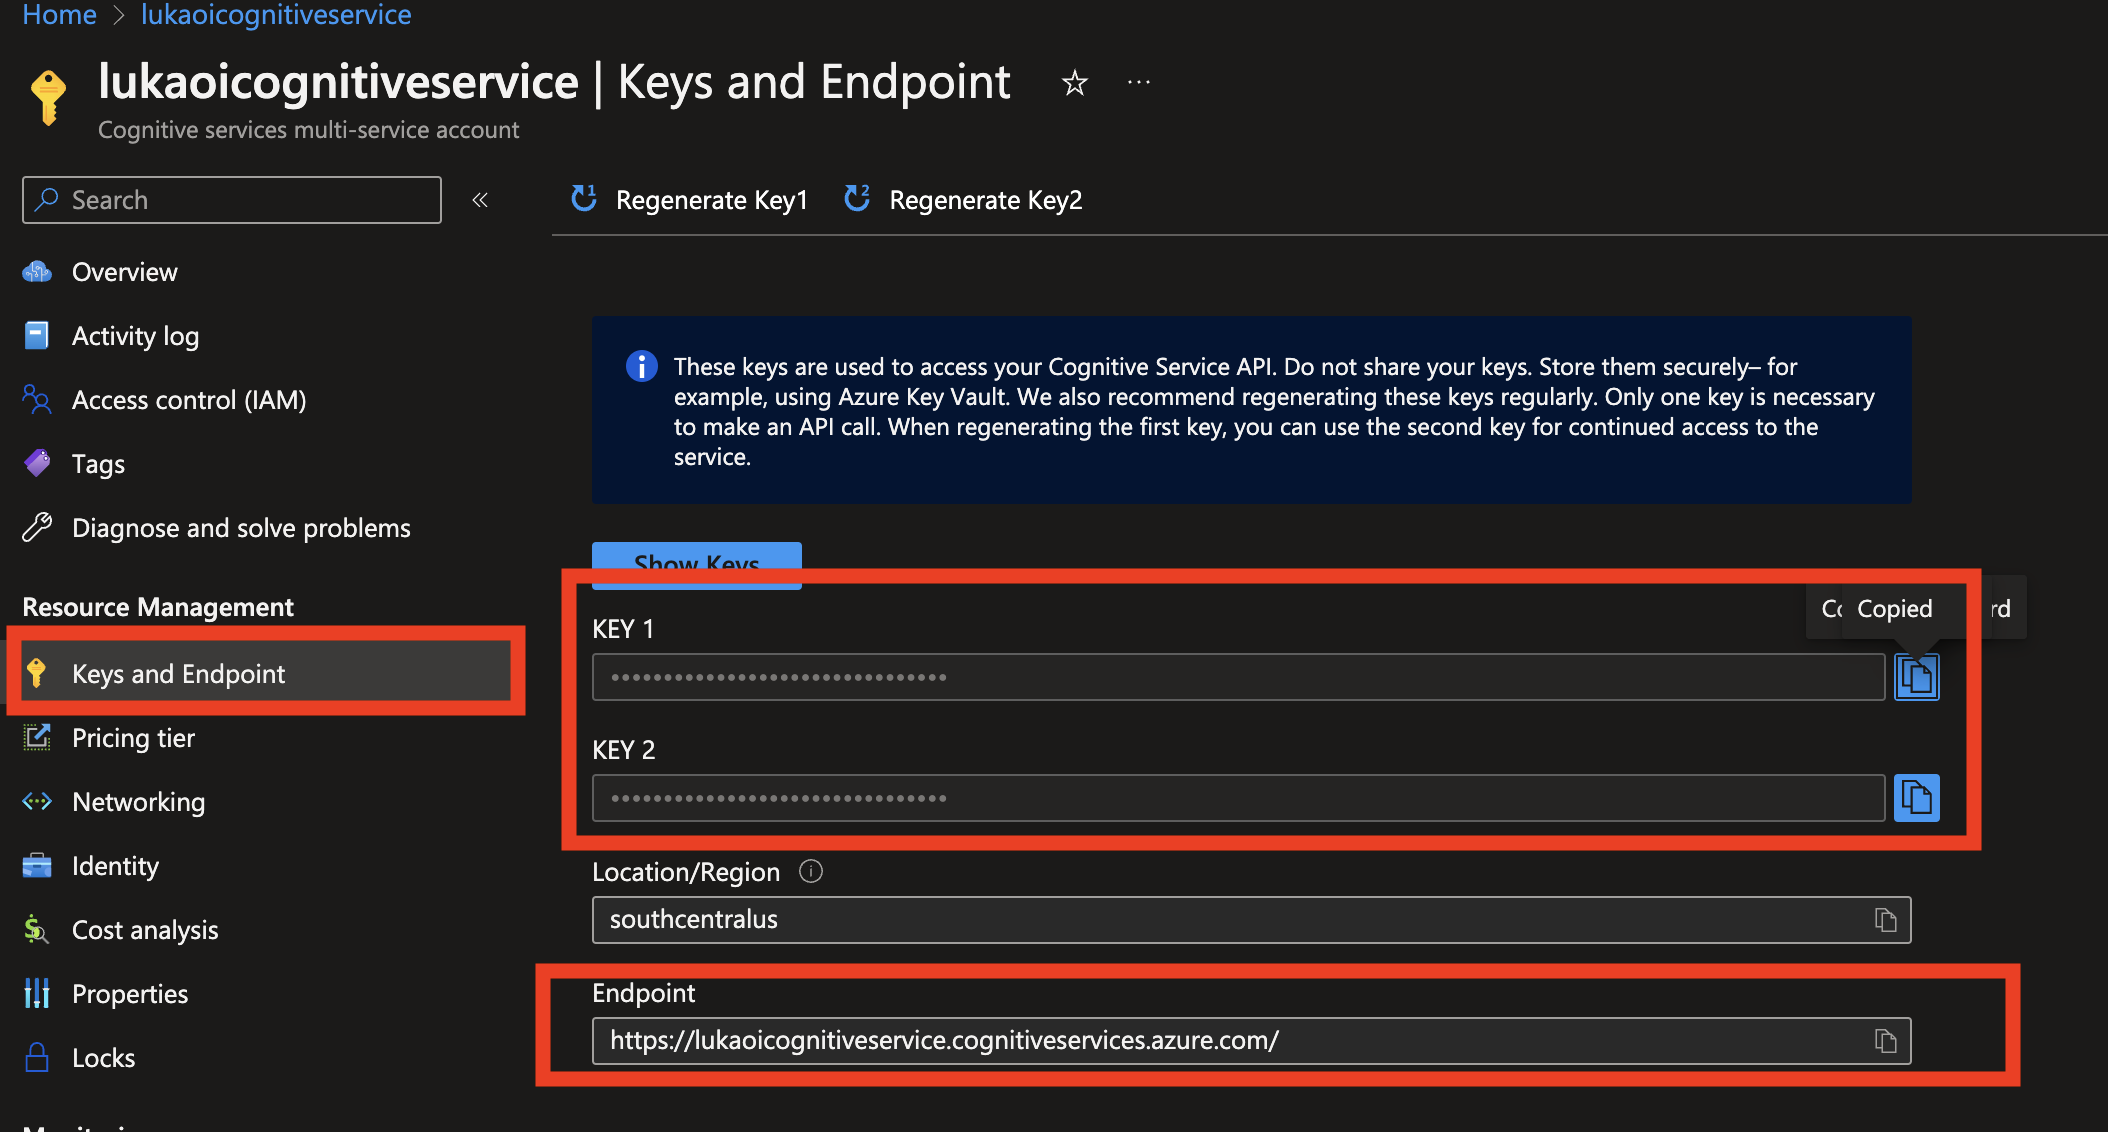 Home > lukaoicognitiveservice
lukaoicognitiveservice | Keys and Endpoint ☆ ...
Cognitive services multi-service account
Search «
1 Regenerate Key1 2 Regenerate Key2
Overview
Activity log
Access control (IAM)
Tags
Diagnose and solve problems
Resource Management
Keys and Endpoint
Pricing tier
Networking
Identity
Cost analysis
Properties
Locks
These keys are used to access your Cognitive Service API. Do not share your keys. Store them securely– for
example, using Azure Key Vault. We also recommend regenerating these keys regularly. Only one key is necessary
to make an API call. When regenerating the first key, you can use the second key for continued access to the
service.
Show Keys
Copied
KEY 1
••••••••••••••••••••••••••••••••
KEY 2
••••••••••••••••••••••••••••••••
Location/Region
southcentralus
Endpoint
https://lukaoicognitiveservice.cognitiveservices.azure.com/